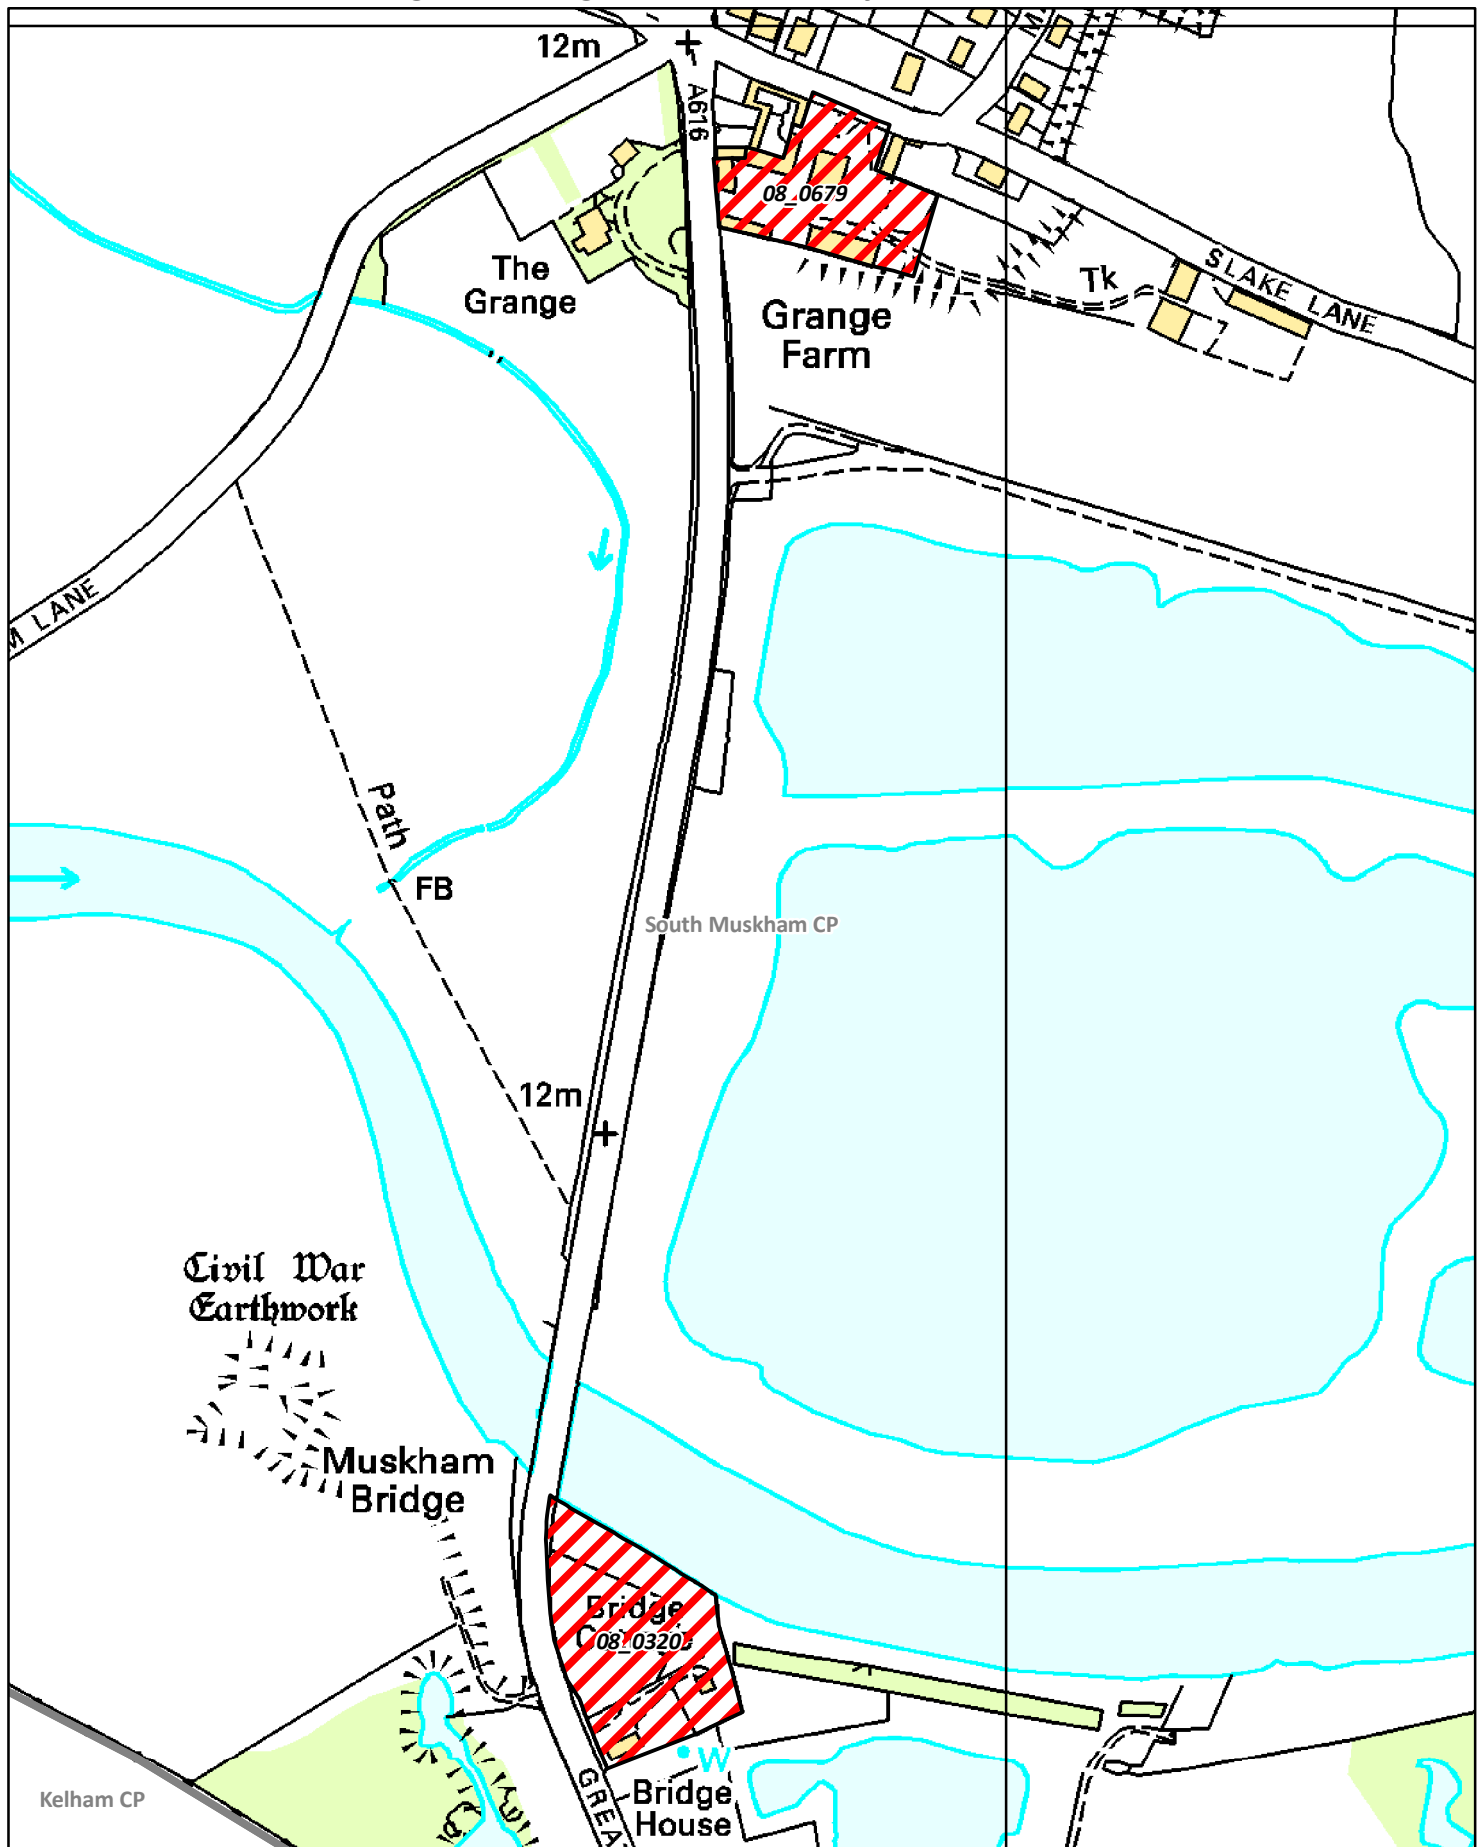 12m
A616
08_0679
The
Grange
Grange
Farm
Tk
SLAKE LANE
M LANE
Path
FB
South Muskham CP
12m
Civil War
Earthwork
Muskham
Bridge
Bridge
08_0320
W
Bridge
House
GREA
Kelham CP